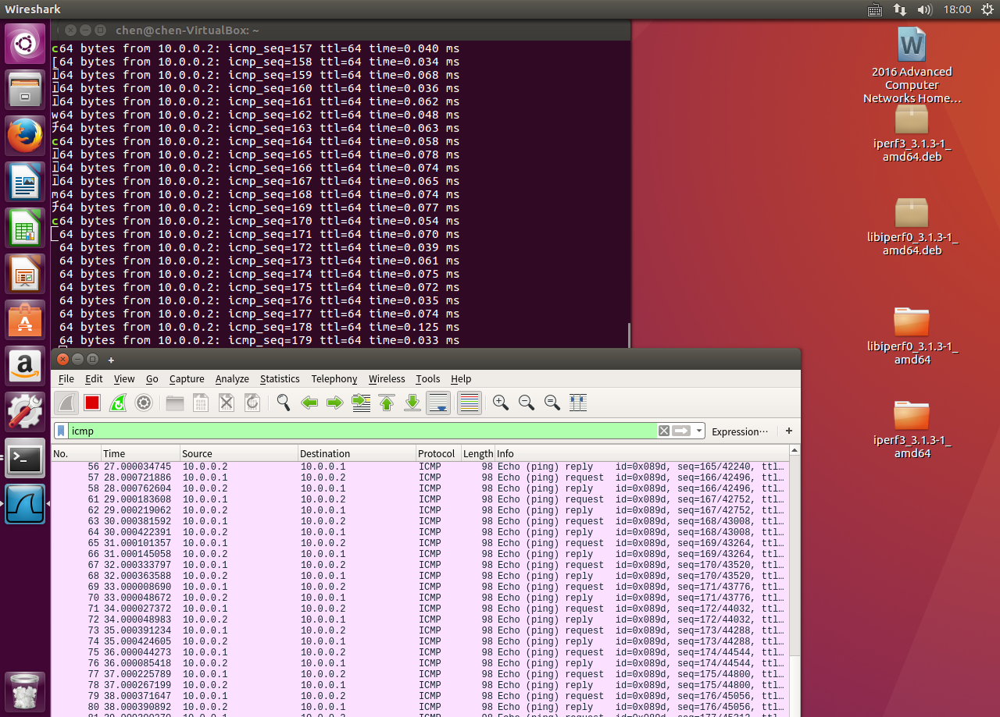 Wireshark
18:00
chen@chen-VirtualBox: ~
64 bytes from 10.0.0.2: icmp_seq=157 ttl=64 time=0.040 ms
64 bytes from 10.0.0.2: icmp_seq=158 ttl=64 time=0.034 ms
64 bytes from 10.0.0.2: icmp_seq=159 ttl=64 time=0.068 ms
64 bytes from 10.0.0.2: icmp_seq=160 ttl=64 time=0.036 ms
64 bytes from 10.0.0.2: icmp_seq=161 ttl=64 time=0.062 ms
64 bytes from 10.0.0.2: icmp_seq=162 ttl=64 time=0.048 ms
64 bytes from 10.0.0.2: icmp_seq=163 ttl=64 time=0.063 ms
64 bytes from 10.0.0.2: icmp_seq=164 ttl=64 time=0.058 ms
64 bytes from 10.0.0.2: icmp_seq=165 ttl=64 time=0.078 ms
64 bytes from 10.0.0.2: icmp_seq=166 ttl=64 time=0.074 ms
64 bytes from 10.0.0.2: icmp_seq=167 ttl=64 time=0.065 ms
64 bytes from 10.0.0.2: icmp_seq=168 ttl=64 time=0.074 ms
64 bytes from 10.0.0.2: icmp_seq=169 ttl=64 time=0.077 ms
64 bytes from 10.0.0.2: icmp_seq=170 ttl=64 time=0.054 ms
64 bytes from 10.0.0.2: icmp_seq=171 ttl=64 time=0.070 ms
64 bytes from 10.0.0.2: icmp_seq=172 ttl=64 time=0.039 ms
64 bytes from 10.0.0.2: icmp_seq=173 ttl=64 time=0.061 ms
64 bytes from 10.0.0.2: icmp_seq=174 ttl=64 time=0.075 ms
64 bytes from 10.0.0.2: icmp_seq=175 ttl=64 time=0.072 ms
64 bytes from 10.0.0.2: icmp_seq=176 ttl=64 time=0.035 ms
64 bytes from 10.0.0.2: icmp_seq=177 ttl=64 time=0.074 ms
64 bytes from 10.0.0.2: icmp_seq=178 ttl=64 time=0.125 ms
64 bytes from 10.0.0.2: icmp_seq=179 ttl=64 time=0.033 ms
2016 Advanced
Computer
Networks Home...
iperf3_3.1.3-1_
amd64.deb
libiperf0_3.1.3-1_
amd64.deb
libiperf0_3.1.3-1_
amd64
iperf3_3.1.3-1_
amd64
File Edit View Go Capture Analyze Statistics Telephony Wireless Tools Help
icmp Expression… +
No. Time Source Destination Protocol Length Info
56 27.000034745 10.0.0.2 10.0.0.1 ICMP 98 Echo (ping) reply id=0x089d, seq=165/42240, ttl…
57 28.000721886 10.0.0.1 10.0.0.2 ICMP 98 Echo (ping) request id=0x089d, seq=166/42496, ttl…
58 28.000762604 10.0.0.2 10.0.0.1 ICMP 98 Echo (ping) reply id=0x089d, seq=166/42496, ttl…
61 29.000183608 10.0.0.1 10.0.0.2 ICMP 98 Echo (ping) request id=0x089d, seq=167/42752, ttl…
62 29.000219062 10.0.0.2 10.0.0.1 ICMP 98 Echo (ping) reply id=0x089d, seq=167/42752, ttl…
63 30.000381592 10.0.0.1 10.0.0.2 ICMP 98 Echo (ping) request id=0x089d, seq=168/43008, ttl…
64 30.000422391 10.0.0.2 10.0.0.1 ICMP 98 Echo (ping) reply id=0x089d, seq=168/43008, ttl…
65 31.000101357 10.0.0.1 10.0.0.2 ICMP 98 Echo (ping) request id=0x089d, seq=169/43264, ttl…
66 31.000145058 10.0.0.2 10.0.0.1 ICMP 98 Echo (ping) reply id=0x089d, seq=169/43264, ttl…
67 32.000333797 10.0.0.1 10.0.0.2 ICMP 98 Echo (ping) request id=0x089d, seq=170/43520, ttl…
68 32.000363588 10.0.0.2 10.0.0.1 ICMP 98 Echo (ping) reply id=0x089d, seq=170/43520, ttl…
69 33.000008690 10.0.0.1 10.0.0.2 ICMP 98 Echo (ping) request id=0x089d, seq=171/43776, ttl…
70 33.000048672 10.0.0.2 10.0.0.1 ICMP 98 Echo (ping) reply id=0x089d, seq=171/43776, ttl…
71 34.000027372 10.0.0.1 10.0.0.2 ICMP 98 Echo (ping) request id=0x089d, seq=172/44032, ttl…
72 34.000048983 10.0.0.2 10.0.0.1 ICMP 98 Echo (ping) reply id=0x089d, seq=172/44032, ttl…
73 35.000391234 10.0.0.1 10.0.0.2 ICMP 98 Echo (ping) request id=0x089d, seq=173/44288, ttl…
74 35.000424605 10.0.0.2 10.0.0.1 ICMP 98 Echo (ping) reply id=0x089d, seq=173/44288, ttl…
75 36.000044273 10.0.0.1 10.0.0.2 ICMP 98 Echo (ping) request id=0x089d, seq=174/44544, ttl…
76 36.000085418 10.0.0.2 10.0.0.1 ICMP 98 Echo (ping) reply id=0x089d, seq=174/44544, ttl…
77 37.000225789 10.0.0.1 10.0.0.2 ICMP 98 Echo (ping) request id=0x089d, seq=175/44800, ttl…
78 37.000267199 10.0.0.2 10.0.0.1 ICMP 98 Echo (ping) reply id=0x089d, seq=175/44800, ttl…
79 38.000371647 10.0.0.1 10.0.0.2 ICMP 98 Echo (ping) request id=0x089d, seq=176/45056, ttl…
80 38.000390892 10.0.0.2 10.0.0.1 ICMP 98 Echo (ping) reply id=0x089d, seq=176/45056, ttl…